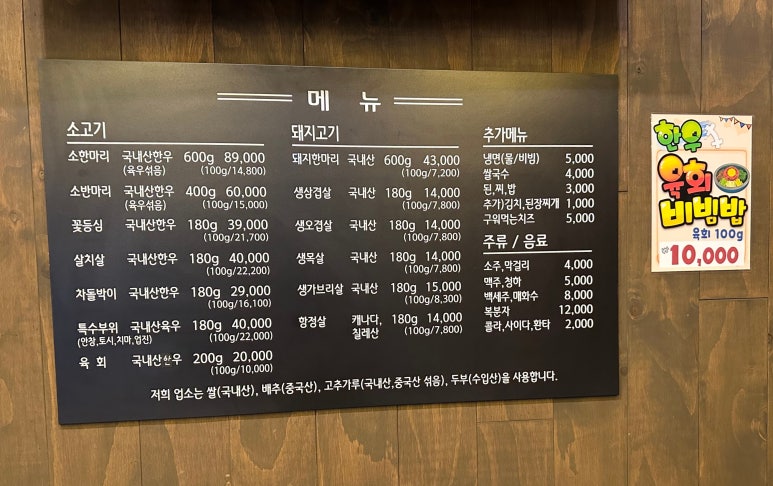 메 뉴
소고기
소한마리 국내산한우 600g 89,000
(육우섞음) (100g/14,800)
소반마리 국내산한우 400g 60,000
(육우섞음) (100g/15,000)
꽃등심 국내산한우 180g 39,000
(100g/21,700)
살치살 국내산한우 180g 40,000
(100g/22,200)
차돌박이 국내산한우 180g 29,000
(100g/16,100)
특수부위 국내산육우 180g 40,000
(안창,토시,치마,업진) (100g/22,000)
육 회 국내산한우 200g 20,000
(100g/10,000)
돼지고기
돼지한마리 국내산 600g 43,000
(100g/7,200)
생삼겹살 국내산 180g 14,000
(100g/7,800)
생오겹살 국내산 180g 14,000
(100g/7,800)
생목살 국내산 180g 14,000
(100g/7,800)
생가브리살 국내산 180g 15,000
(100g/8,300)
항정살 캐나다, 180g 14,000
칠레산 (100g/7,800)
추가메뉴
냉면(물/비빔) 5,000
쌀국수 4,000
된,찌,밥 3,000
추가)김치,된장찌개 1,000
구워먹는치즈 5,000
주류 / 음료
소주,막걸리 4,000
맥주,청하 5,000
백세주,매화수 8,000
복분자 12,000
콜라,사이다,환타 2,000
저희 업소는 쌀(국내산), 배추(중국산), 고추가루(국내산,중국산 섞음), 두부(수입산)을 사용합니다.
한우
육회
비빔밥
육회 100g
10,000